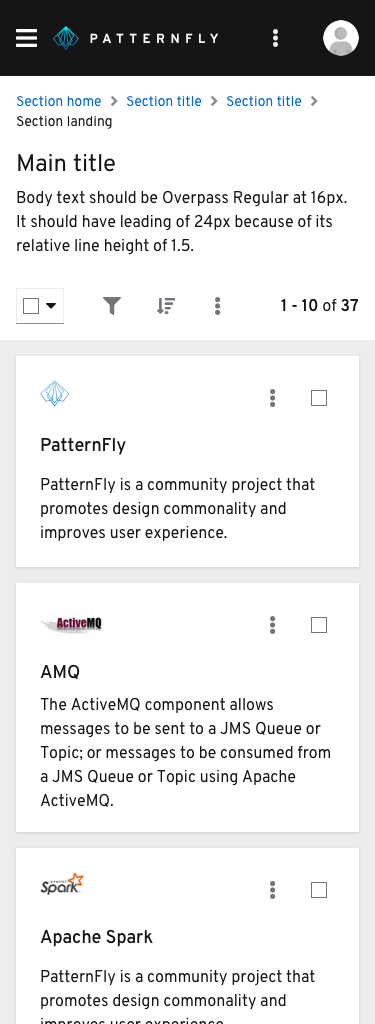 PATTERNFLY
Section home > Section title > Section title >
Section landing
Main title
Body text should be Overpass Regular at 16px.
It should have leading of 24px because of its
relative line height of 1.5.
1 - 10 of 37
PatternFly
PatternFly is a community project that
promotes design commonality and
improves user experience.
ActiveMQ
AMQ
The ActiveMQ component allows
messages to be sent to a JMS Queue or
Topic; or messages to be consumed from
a JMS Queue or Topic using Apache
ActiveMQ.
APACHE
Spark
Apache Spark
PatternFly is a community project that
promotes design commonality and
improves user experience.